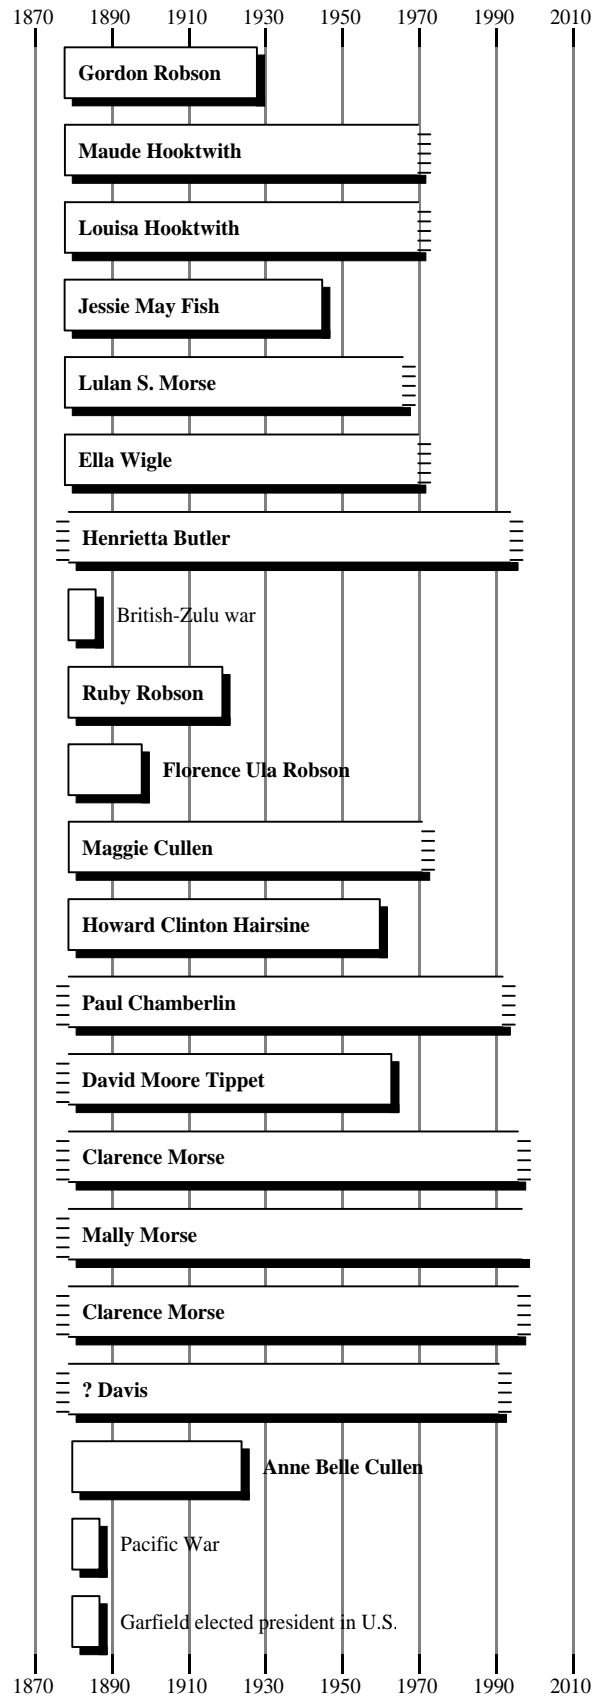 1870 1890 1910 1930 1950 1970 1990 2010
Gordon Robson
Maude Hooktwith
Louisa Hooktwith
Jessie May Fish
Lulan S. Morse
Ella Wigle
Henrietta Butler
British-Zulu war
Ruby Robson
Florence Ula Robson
Maggie Cullen
Howard Clinton Hairsine
Paul Chamberlin
David Moore Tippet
Clarence Morse
Mally Morse
Clarence Morse
? Davis
Anne Belle Cullen
Pacific War
Garfield elected president in U.S.
1870 1890 1910 1930 1950 1970 1990 2010